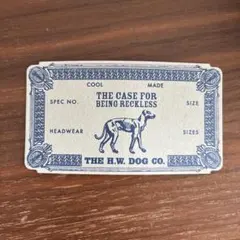 COOL MADE
THE CASE FOR
SPEC NO. BEING RECKLESS SIZE
HEADWEAR SIZES
THE H.W. DOG CO.